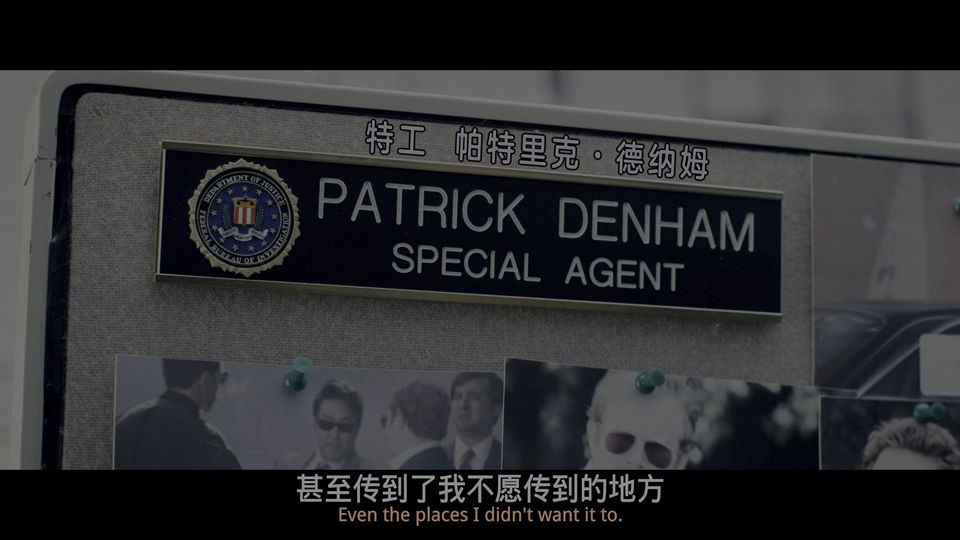 特工 帕特里克·德纳姆
DEPARTMENT OF JUSTICE
FEDERAL BUREAU OF INVESTIGATION
PATRICK DENHAM
SPECIAL AGENT
甚至传到了我不愿传到的地方
Even the places I didn't want it to.